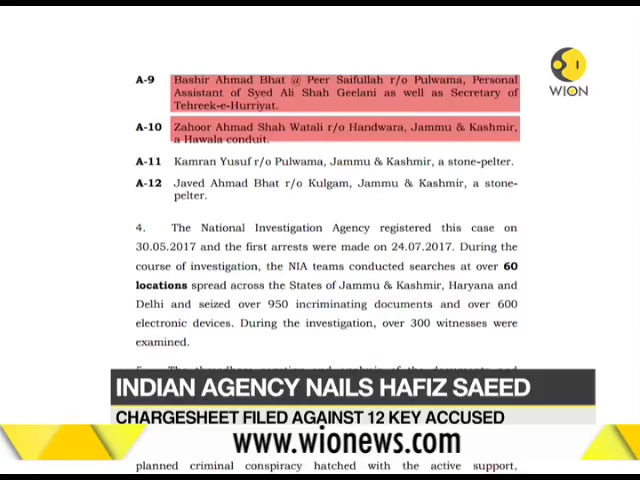 A-9 Bashir Ahmad Bhat @ Peer Saifullah r/o Pulwama, Personal
Assistant of Syed Ali Shah Geelani as well as Secretary of
Tehreek-e-Hurriyat.
WION
A-10 Zahoor Ahmad Shah Watali r/o Handwara, Jammu & Kashmir,
a Hawala conduit.
A-11 Kamran Yusuf r/o Pulwama, Jammu & Kashmir, a stone-pelter.
A-12 Javed Ahmad Bhat r/o Kulgam, Jammu & Kashmir, a stone-
pelter.
4. The National Investigation Agency registered this case on
30.05.2017 and the first arrests were made on 24.07.2017. During the
course of investigation, the NIA teams conducted searches at over 60
locations spread across the States of Jammu & Kashmir, Haryana and
Delhi and seized over 950 incriminating documents and over 600
electronic devices. During the investigation, over 300 witnesses were
examined.
INDIAN AGENCY NAILS HAFIZ SAEED
CHARGESHEET FILED AGAINST 12 KEY ACCUSED
www.wionews.com
planned criminal conspiracy hatched with the active support,